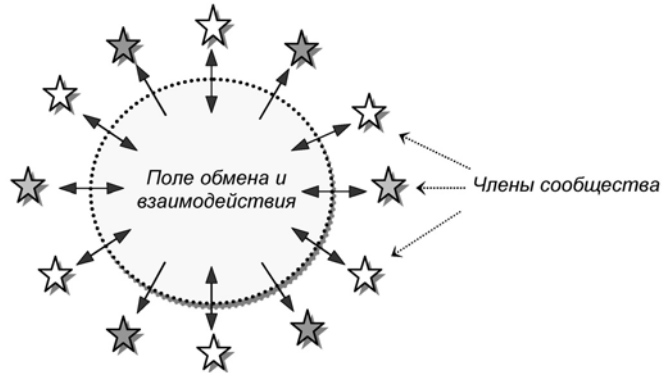 Поле обмена и
взаимодействия
Члены сообщества